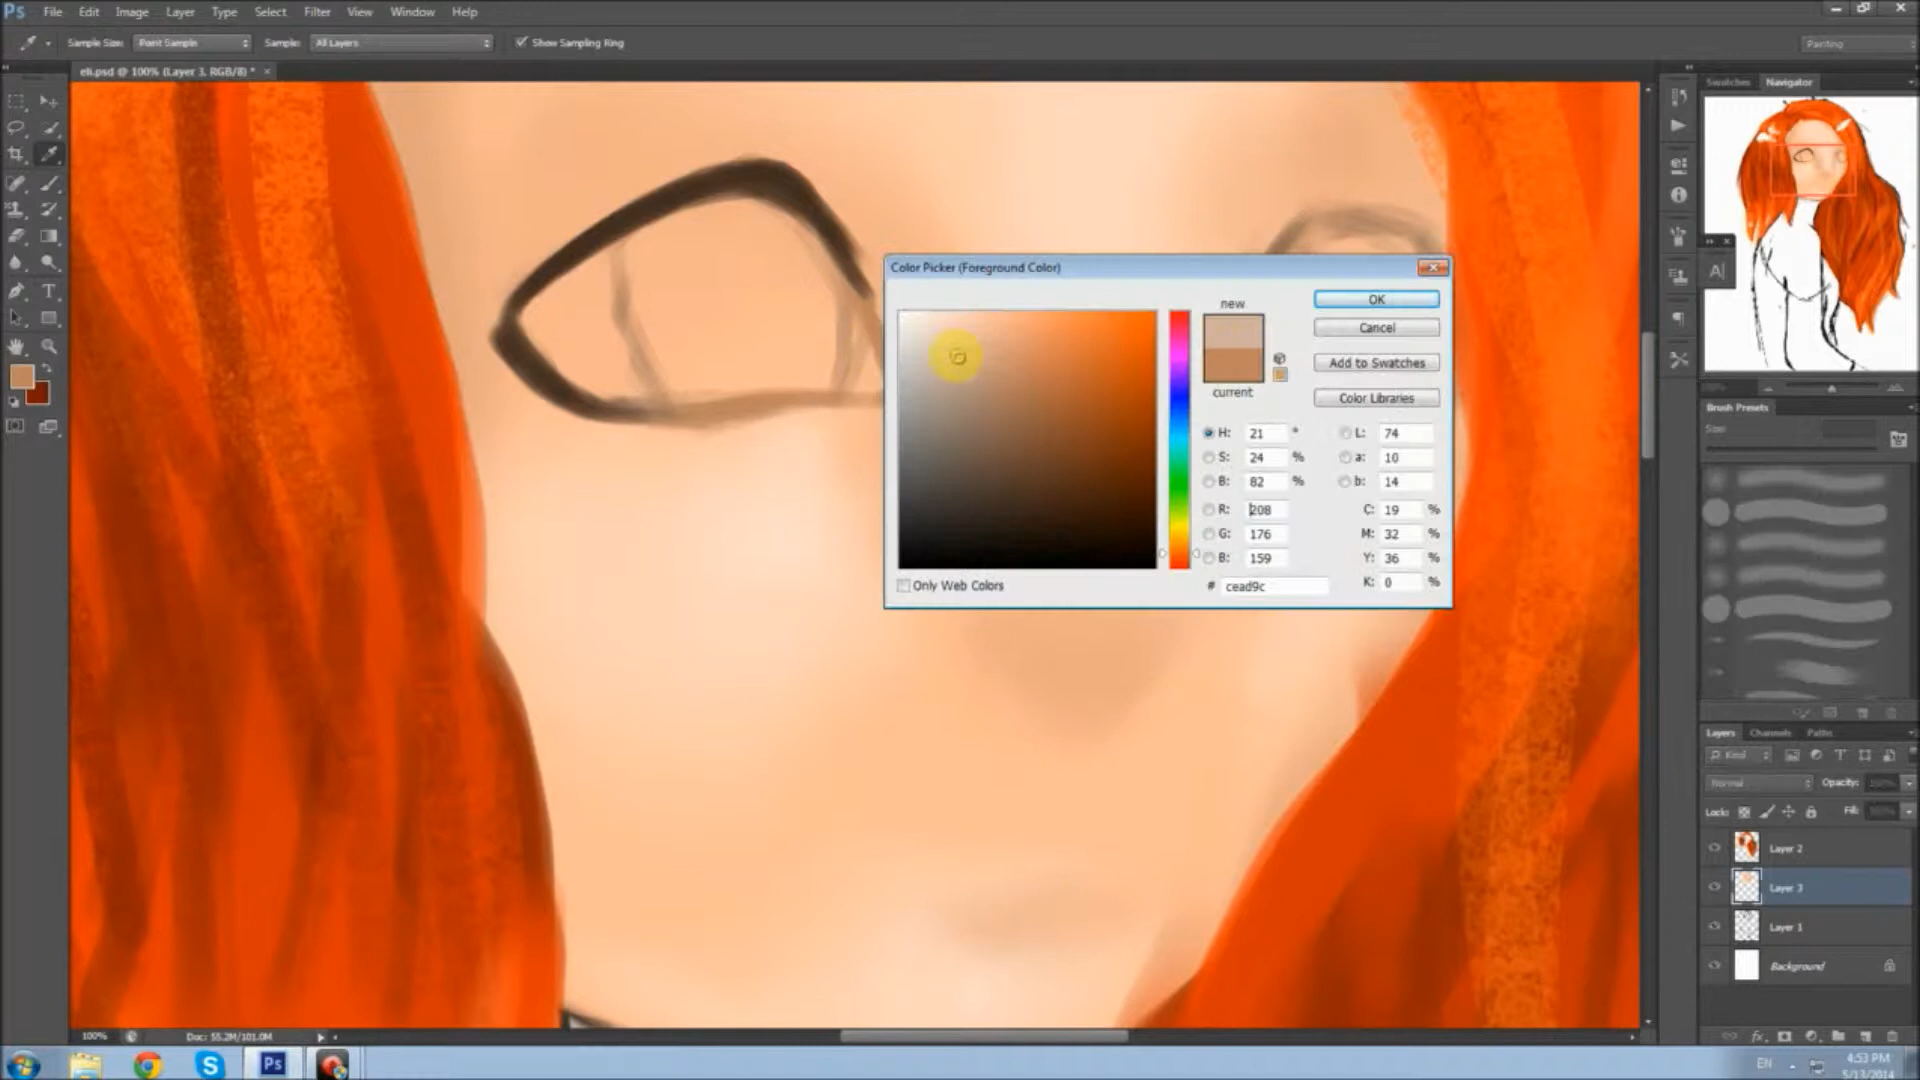 Ps File Edit Image Layer Type Select Filter View Window Help
Sample Size: Point Sample Sample: All Layers Show Sampling Ring Painting
eli.psd @ 100% (Layer 3, RGB/8) * ×
Swatches Navigator
Color Picker (Foreground Color)
new
OK
Cancel
Add to Swatches
current
Color Libraries
H: 21 ° L: 74
S: 24 % a: 10
B: 82 % b: 14
R: 208 C: 19 %
G: 176 M: 32 %
B: 159 Y: 36 %
# cead9c K: 0 %
Only Web Colors
A
Brush Presets
Size:
Layers Channels Paths
Kind
Normal Opacity:
Lock: Fill:
Layer 2
Layer 3
Layer 1
Background
100% Doc: 55.2M/101.0M
S Ps EN 4:53 PM
5/13/2014